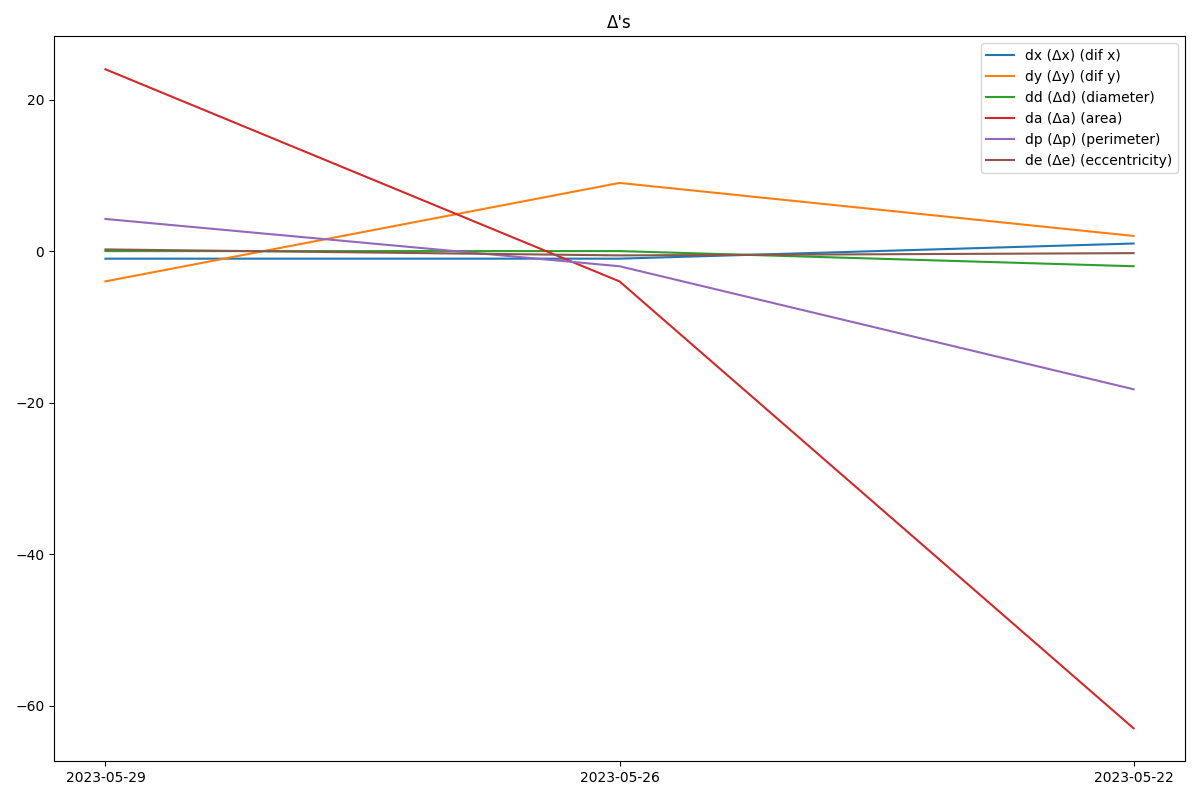 Δ's
dx (Δx) (dif x)
dy (Δy) (dif y)
dd (Δd) (diameter)
da (Δa) (area)
dp (Δp) (perimeter)
de (Δe) (eccentricity)
20
0
−20
−40
−60
2023-05-29 2023-05-26 2023-05-22